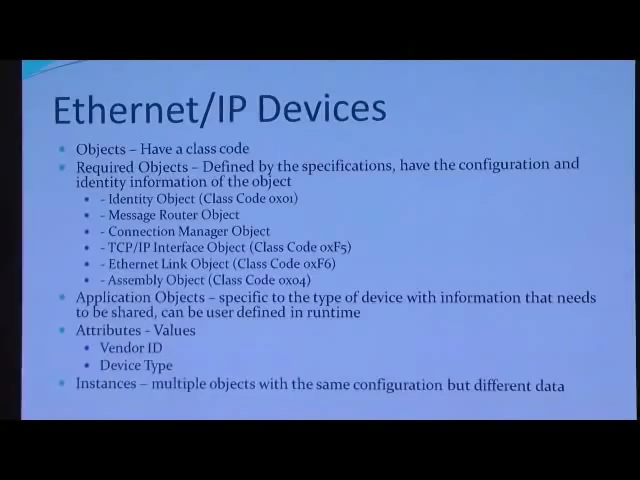 Ethernet/IP Devices
Objects – Have a class code
Required Objects – Defined by the specifications, have the configuration and
identity information of the object
- Identity Object (Class Code 0x01)
- Message Router Object
- Connection Manager Object
- TCP/IP Interface Object (Class Code 0xF5)
- Ethernet Link Object (Class Code 0xF6)
- Assembly Object (Class Code 0x04)
Application Objects – specific to the type of device with information that needs
to be shared, can be user defined in runtime
Attributes - Values
Vendor ID
Device Type
Instances – multiple objects with the same configuration but different data